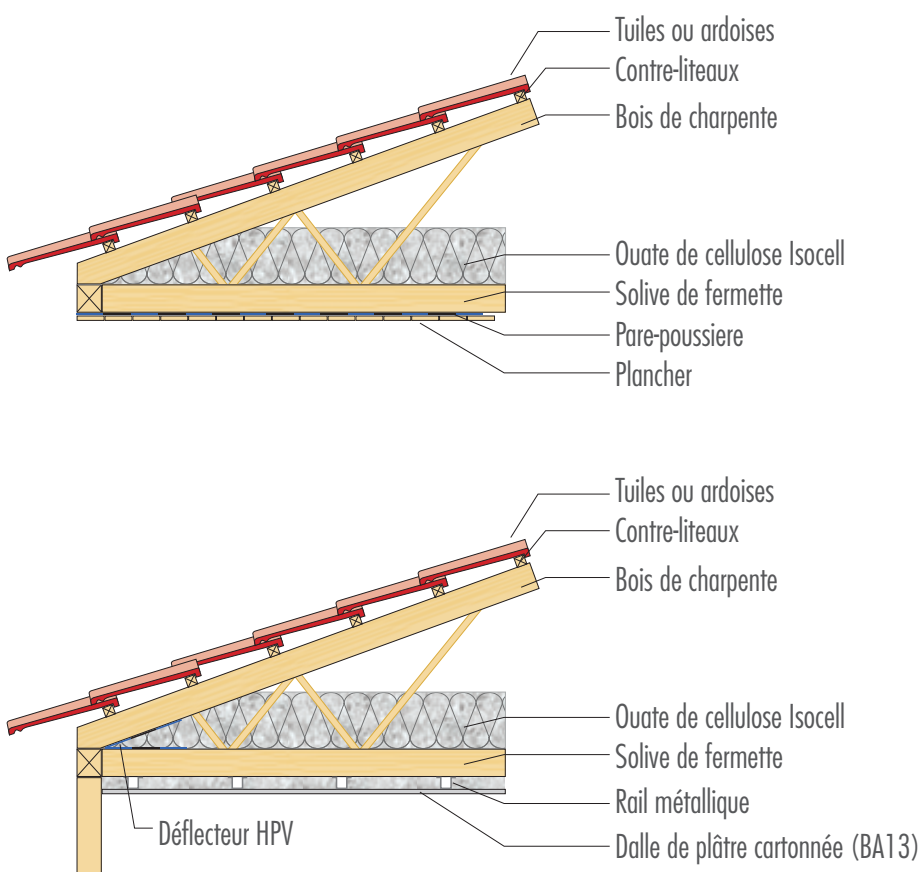 Tuiles ou ardoises
Contre-liteaux
Bois de charpente
Ouate de cellulose Isocell
Solive de fermette
Pare-poussiere
Plancher
Tuiles ou ardoises
Contre-liteaux
Bois de charpente
Ouate de cellulose Isocell
Solive de fermette
Rail métallique
Déflecteur HPV
Dalle de plâtre cartonnée (BA13)